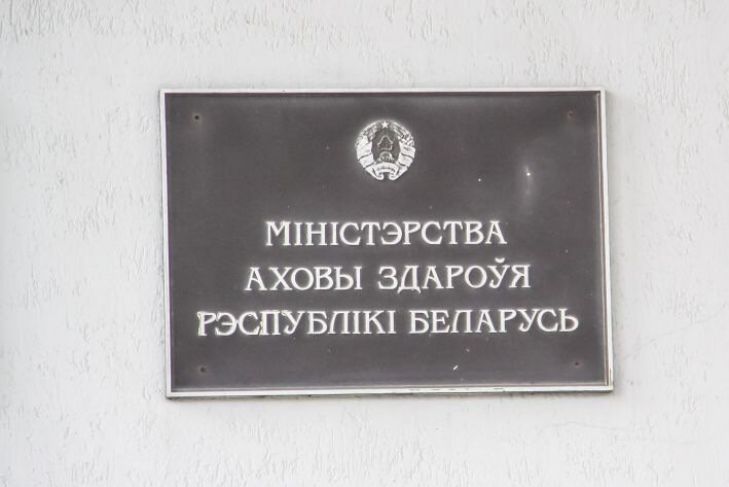 МІНІСТЭРСТВА
АХОВЫ ЗДАРОЎЯ
РЭСПУБЛІКІ БЕЛАРУСЬ